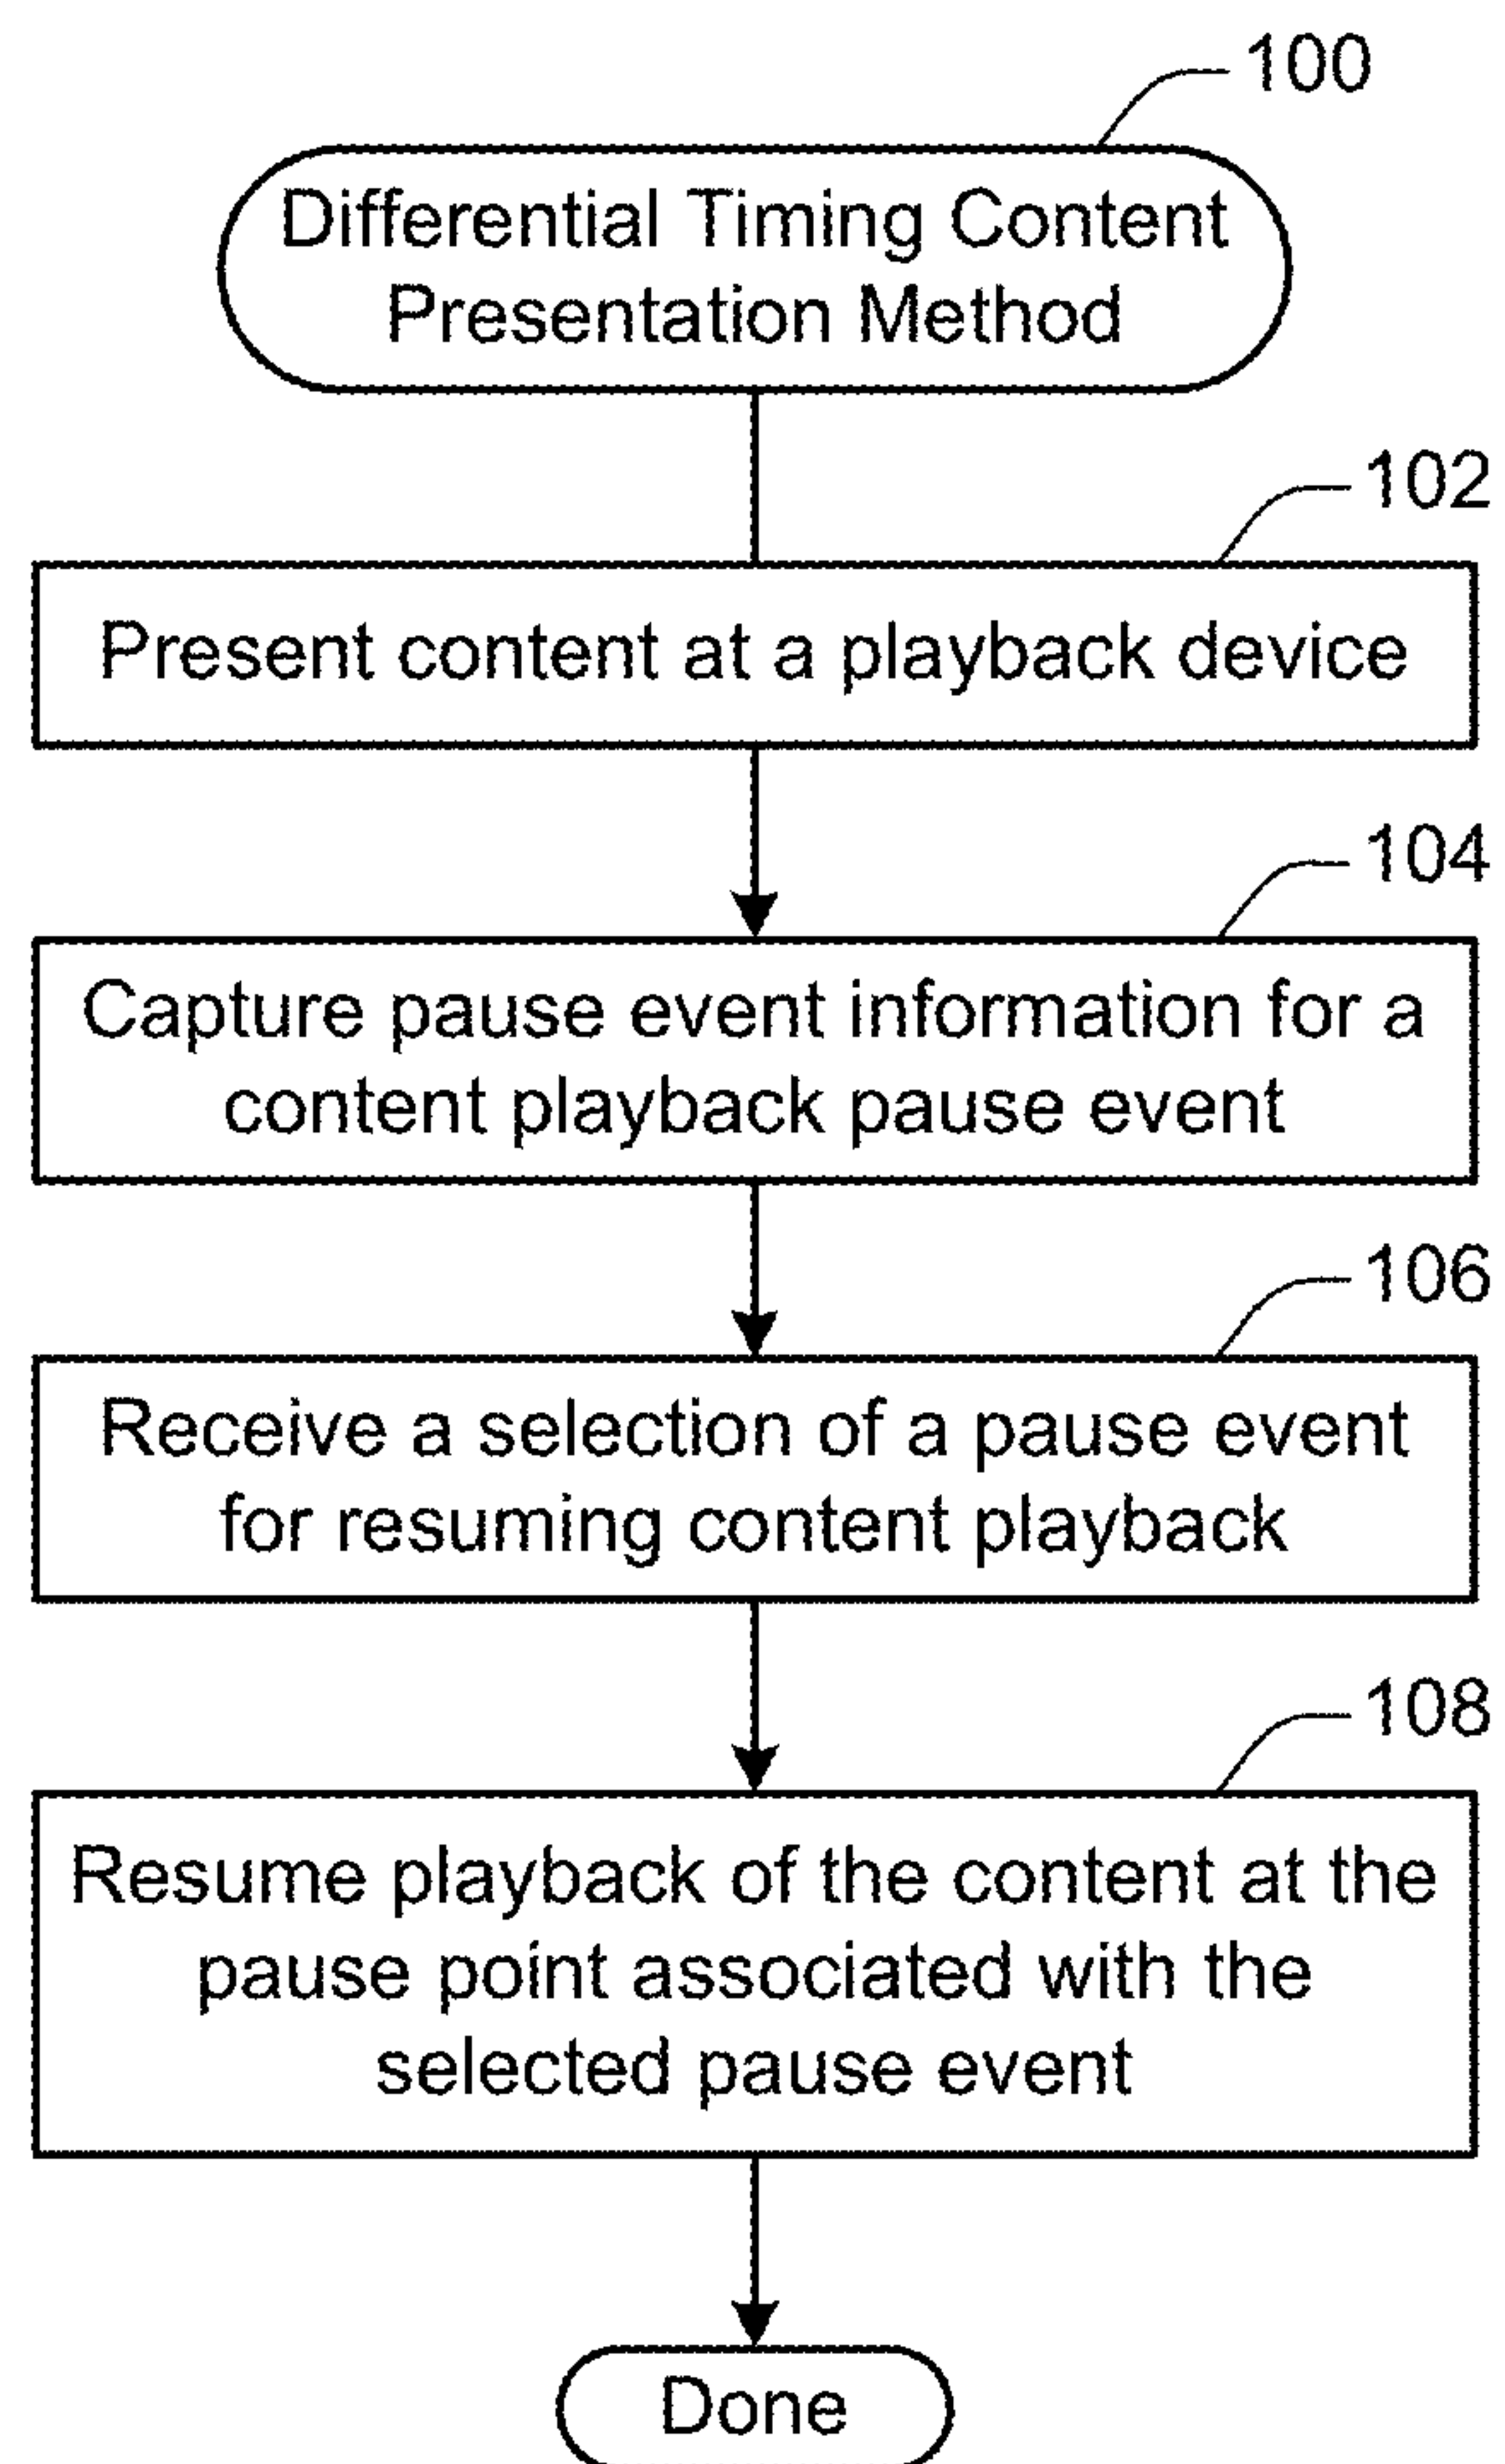 100
Differential Timing Content
Presentation Method
102
Present content at a playback device
104
Capture pause event information for a
content playback pause event
106
Receive a selection of a pause event
for resuming content playback
108
Resume playback of the content at the
pause point associated with the
selected pause event
Done